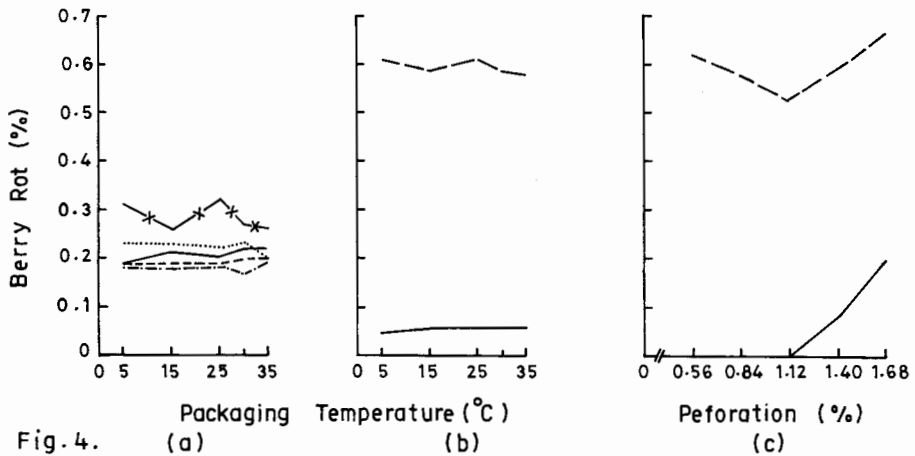 0.7
0.6
0.5
0.4
0.3
0.2
0.1
0
Berry Rot (%)
5 15 25 35
0 5 15 25 35
0 0.56 0.84 1.12 1.40 1.68
Packaging Temperature (°C) Peforation (%)
Fig. 4. (a) (b) (c)